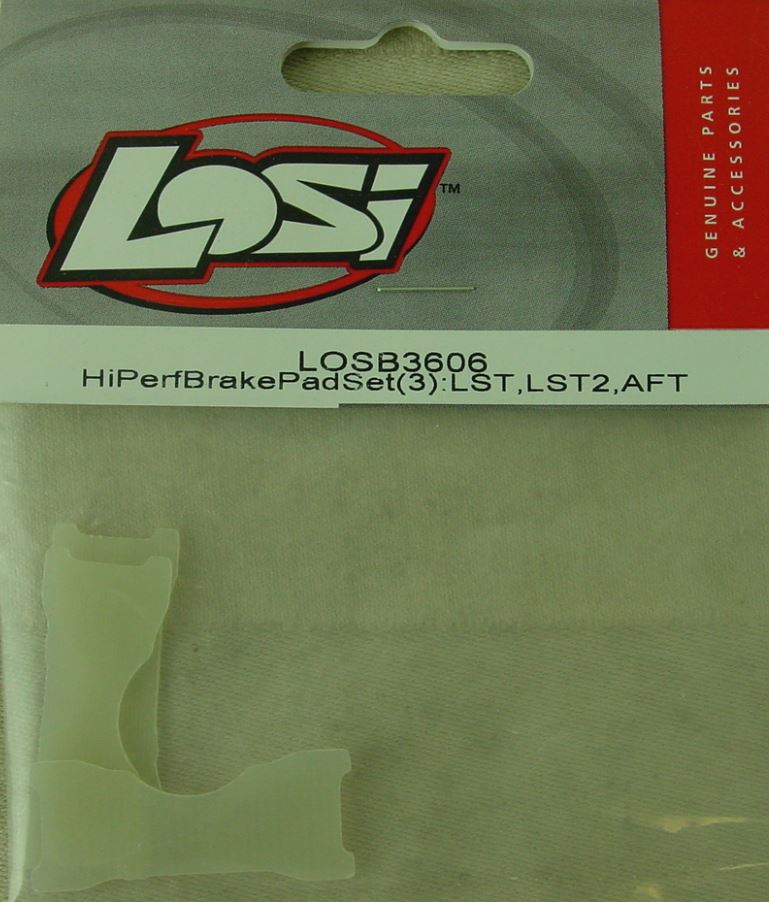 LOSi
TM
GENUINE PARTS
& ACCESSORIES
LOSB3606
HiPerfBrakePadSet(3):LST,LST2,AFT